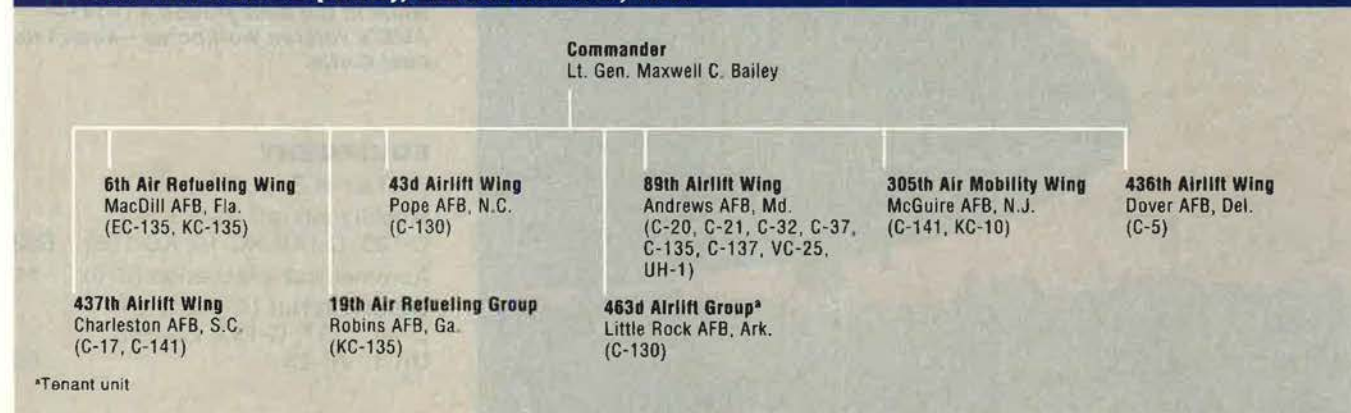 Commander
Lt. Gen. Maxwell C. Bailey
6th Air Refueling Wing
MacDill AFB, Fla.
(EC-135, KC-135)
43d Airlift Wing
Pope AFB, N.C.
(C-130)
89th Airlift Wing
Andrews AFB, Md.
(C-20, C-21, C-32, C-37,
C-135, C-137, VC-25,
UH-1)
305th Air Mobility Wing
McGuire AFB, N.J.
(C-141, KC-10)
436th Airlift Wing
Dover AFB, Del.
(C-5)
437th Airlift Wing
Charleston AFB, S.C.
(C-17, C-141)
19th Air Refueling Group
Robins AFB, Ga.
(KC-135)
463d Airlift Groupª
Little Rock AFB, Ark.
(C-130)
ªTenant unit